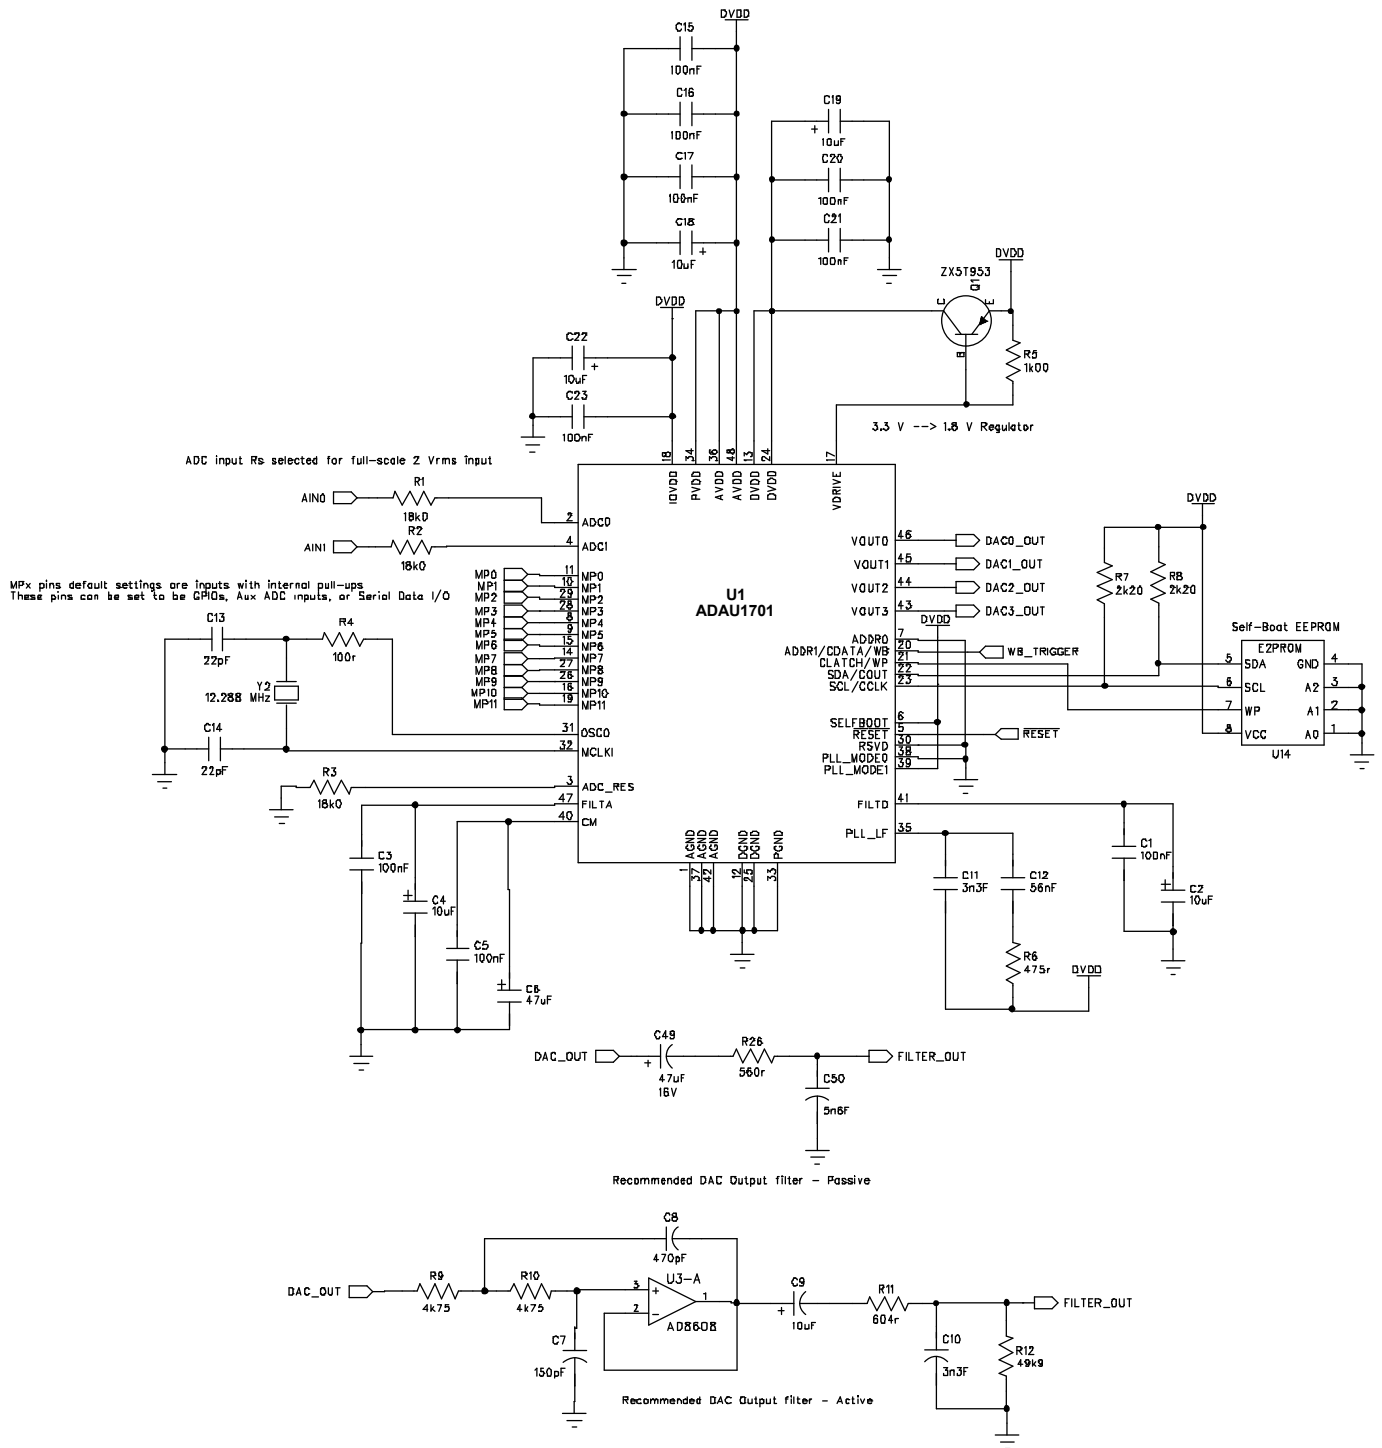 DVDD
C15
100nF
C16
100nF
C17
100nF
C18
+
10uF
C19
+
10uF
C20
100nF
C21
100nF
DVDD
ZX5T953
Q1
C
E
B
R5
1k00
3.3 V --> 1.8 V Regulator
DVDD
C22
+
10uF
C23
100nF
18
34
36
48
13
24
17
IOVDD
PVDD
AVDD
AVDD
DVDD
DVDD
VDRIVE
ADC input Rs selected for full-scale 2 Vrms input
AIN0
R1
18k0
2
ADC0
AIN1
R2
18k0
4
ADC1
MPx pins default settings are inputs with internal pull-ups
These pins can be set to be GPIOs, Aux ADC inputs, or Serial Data I/O
MP0 11 MP0
MP1 10 MP1
MP2 29 MP2
MP3 28 MP3
MP4 8 MP4
MP5 9 MP5
MP6 15 MP6
MP7 14 MP7
MP8 27 MP8
MP9 26 MP9
MP10 16 MP10
MP11 19 MP11
U1
ADAU1701
C13
22pF
R4
100r
Y2
12.288 MHz
C14
22pF
31 OSCO
32 MCLKI
R3
18k0
3 ADC_RES
47 FILTA
40 CM
VOUT0 46 DAC0_OUT
VOUT1 45 DAC1_OUT
VOUT2 44 DAC2_OUT
VOUT3 43 DAC3_OUT
DVDD
ADDR0 7
ADDR1/CDATA/WB 20 WB_TRIGGER
CLATCH/WP 21
SDA/COUT 22
SCL/CCLK 23
SELFBOOT 6
RESET 5 RESET
RSVD 30
PLL_MODE0 38
PLL_MODE1 39
FILTD 41
PLL_LF 35
DVDD
R7
2k20
R8
2k20
Self-Boot EEPROM
E2PROM
5 SDA GND 4
6 SCL A2 3
7 WP A1 2
8 VCC A0 1
U14
AGND
AGND
AGND
DGND
DGND
PGND
1
37
42
12
25
33
C3
100nF
+
C4
10uF
C5
100nF
+
C6
47uF
C11
3n3F
C12
56nF
R6
475r
DVDD
C1
100nF
+
C2
10uF
DAC_OUT
C49
+
47uF
16V
R26
560r
FILTER_OUT
C50
5n6F
Recommended DAC Output filter - Passive
DAC_OUT
R9
4k75
R10
4k75
C8
470pF
C7
150pF
U3-A
3
+
2
-
1
AD8608
C9
+
10uF
R11
604r
FILTER_OUT
C10
3n3F
R12
49k9
Recommended DAC Output filter - Active